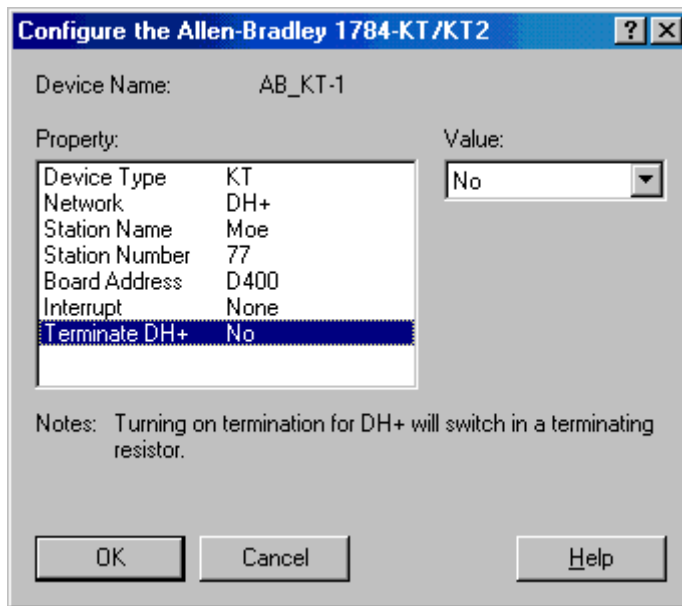 Configure the Allen-Bradley 1784-KT/KT2
Device Name: AB_KT-1
Property: Value:
Device Type KT
No
Network DH+
Station Name Moe
Station Number 77
Board Address D400
Interrupt None
Terminate DH+ No
Notes: Turning on termination for DH+ will switch in a terminating
resistor.
OK Cancel Help